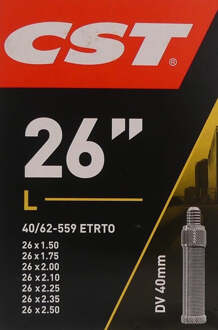 CST®
26"
L
40/62-559 ETRTO
26 x 1.50
26 x 1.75
26 x 2.00
26 x 2.10
26 x 2.25
26 x 2.35
26 x 2.50
DV 40mm